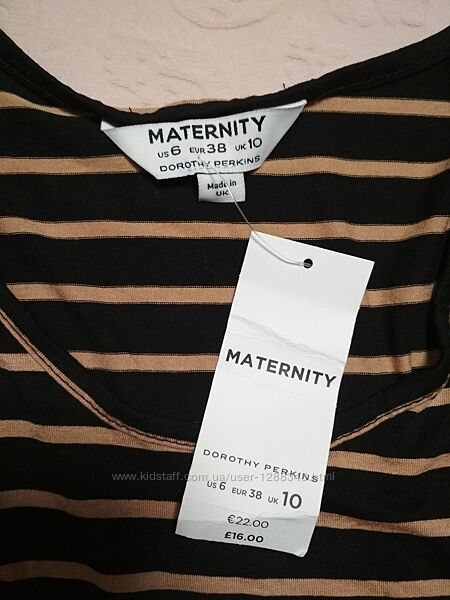 MATERNITY
US 6 EUR 38 UK 10
DOROTHY PERKINS
Made in
UK
MATERNITY
DOROTHY PERKINS
US 6 EUR 38 UK 10
€22.00
£16.00